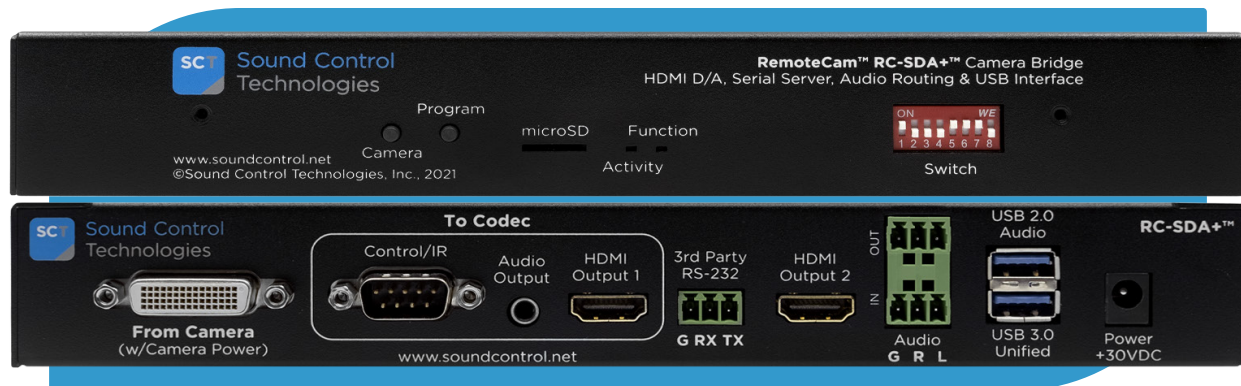 SCT Sound Control
Technologies
RemoteCam™ RC-SDA+™ Camera Bridge
HDMI D/A, Serial Server, Audio Routing & USB Interface
Program
Camera
microSD
Function
Activity
ON WE
1 2 3 4 5 6 7 8
Switch
www.soundcontrol.net
©Sound Control Technologies, Inc., 2021
SCT Sound Control
Technologies
To Codec
Control/IR
Audio
Output
HDMI
Output 1
3rd Party
RS-232
G RX TX
HDMI
Output 2
OUT
IN
Audio
G R L
USB 2.0
Audio
USB 3.0
Unified
RC-SDA+™
Power
+30VDC
From Camera
(w/Camera Power)
www.soundcontrol.net